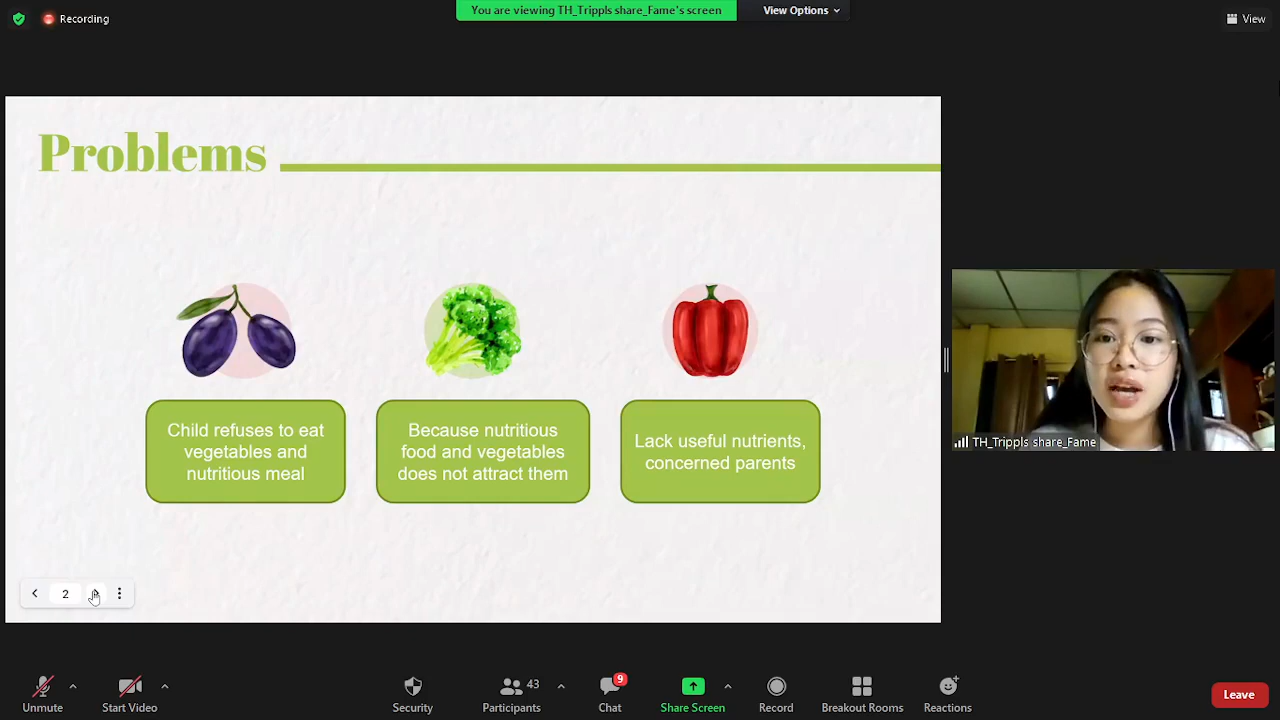 Recording
You are viewing TH_Trippls share_Fame's screen
View Options
View
Problems
Child refuses to eat
vegetables and
nutritious meal
Because nutritious
food and vegetables
does not attract them
Lack useful nutrients,
concerned parents
2
TH_Trippls share_Fame
Unmute
Start Video
Security
43
Participants
9
Chat
Share Screen
Record
Breakout Rooms
Reactions
Leave